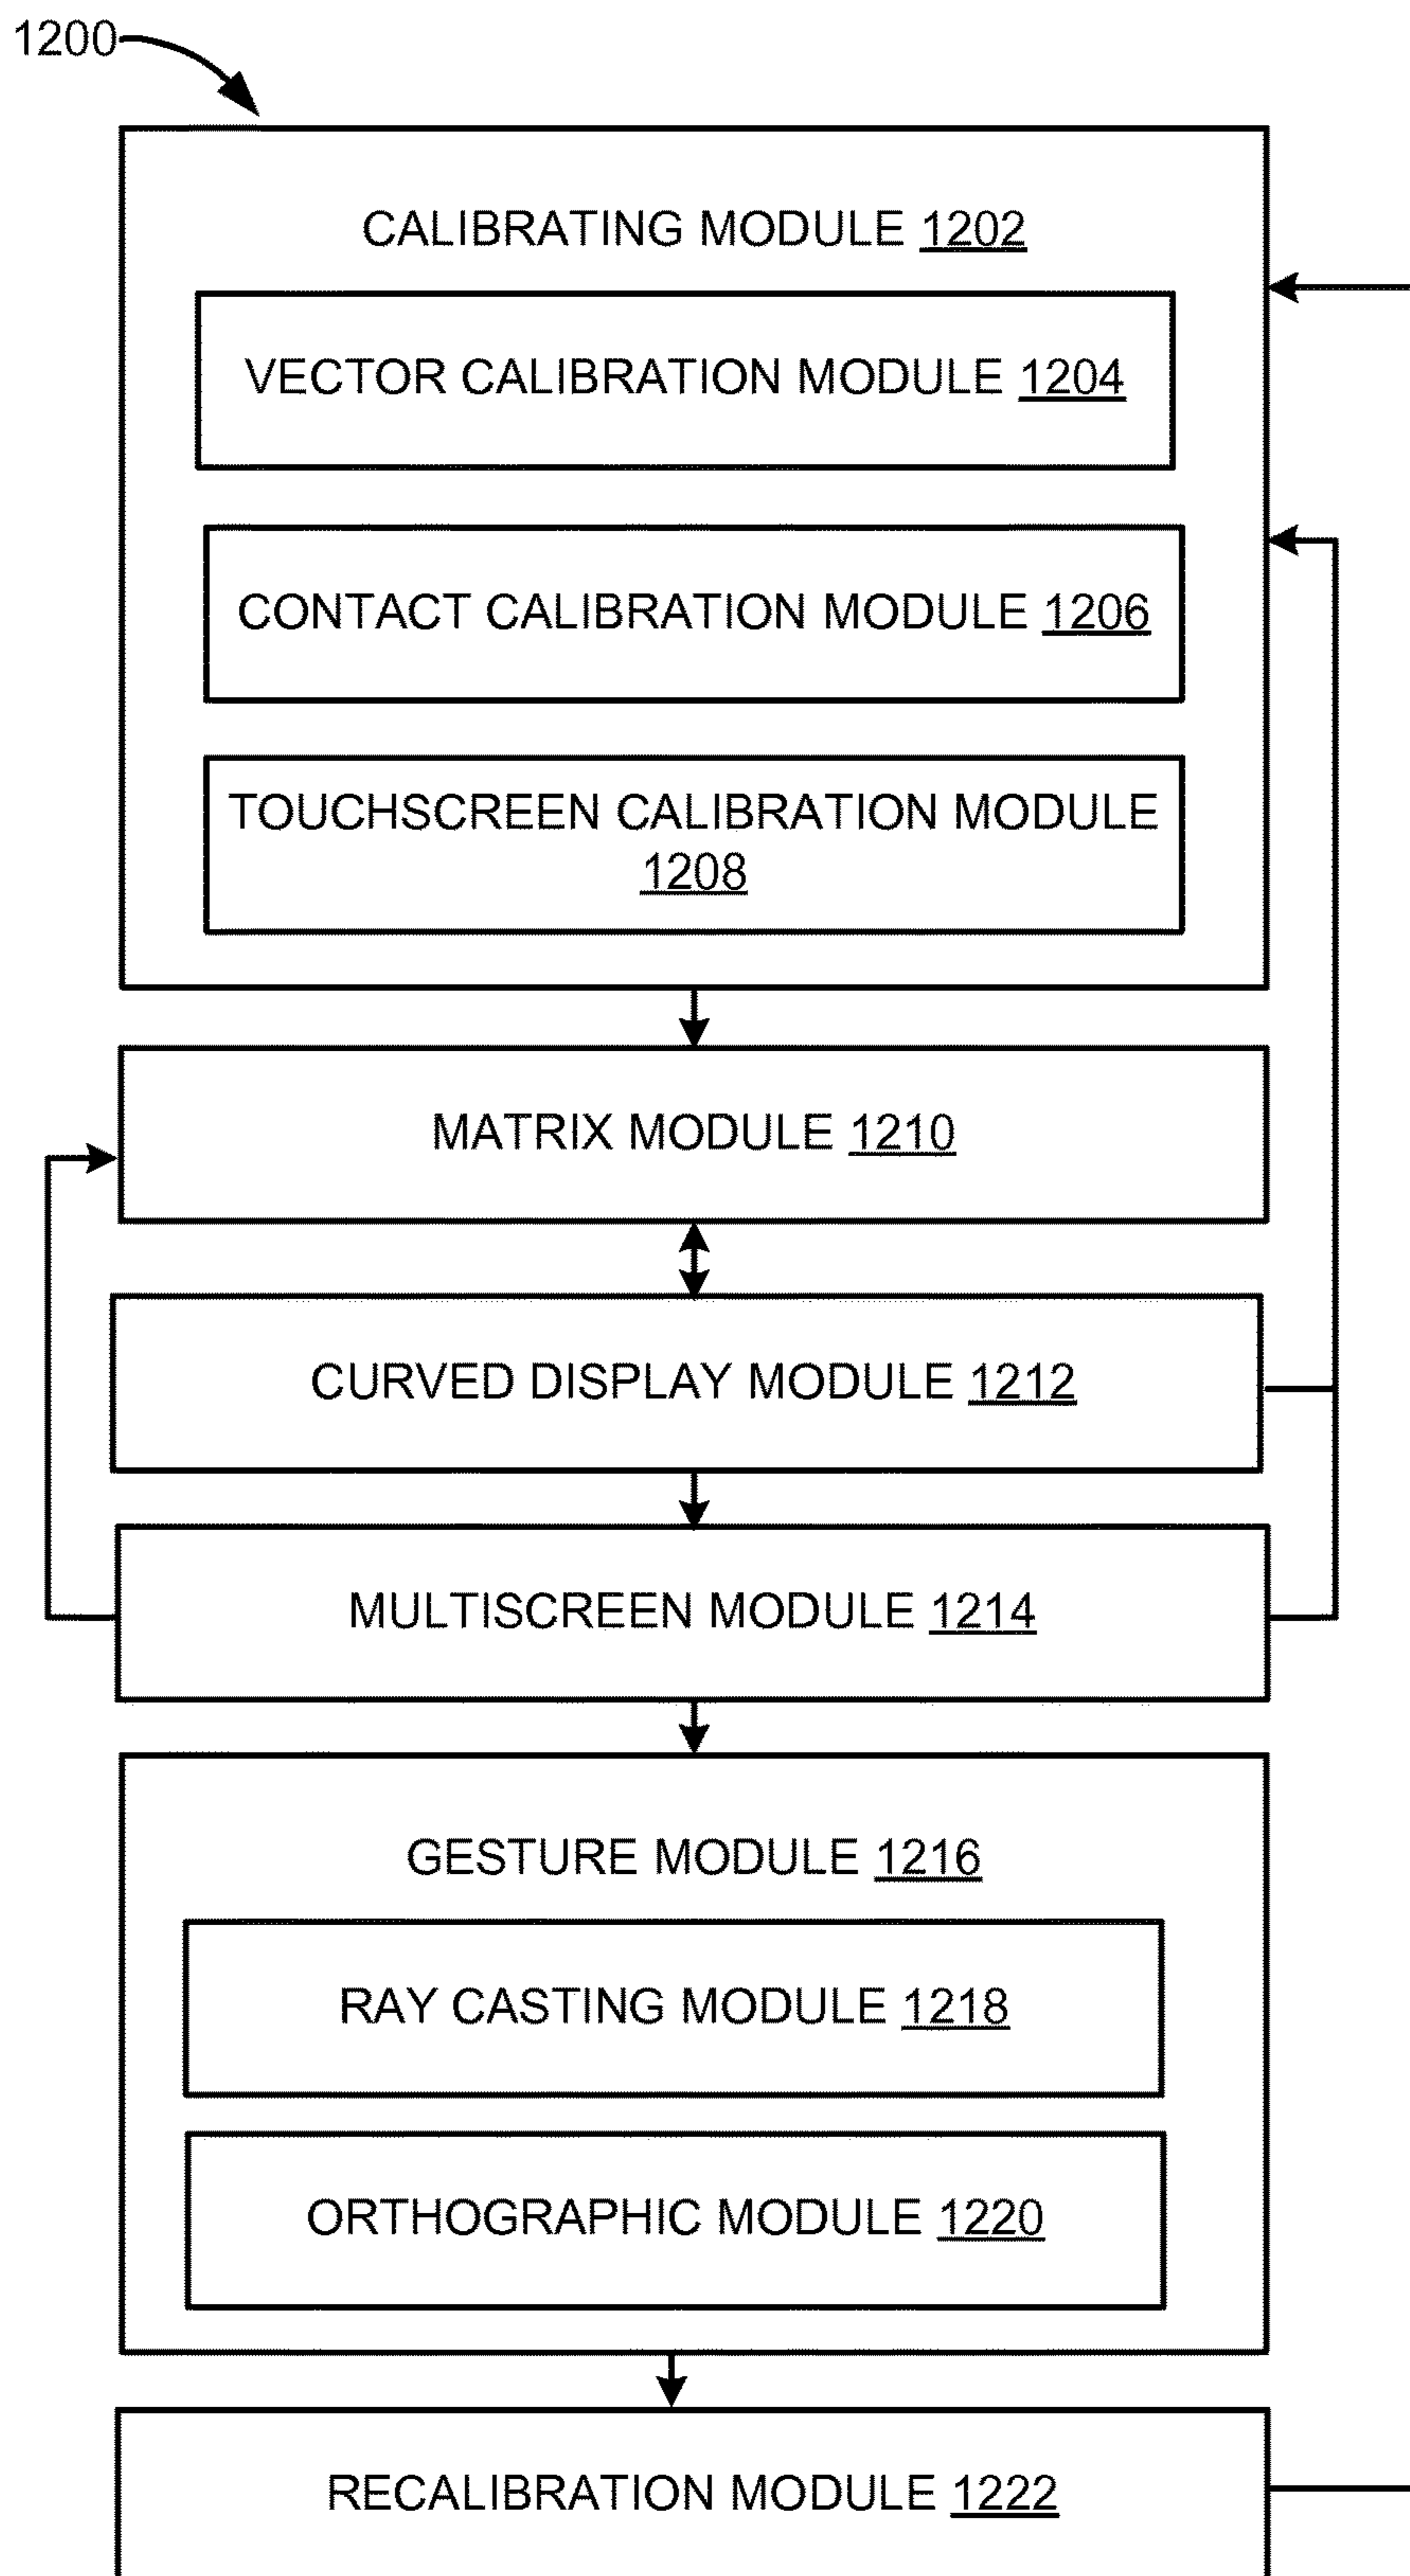 1200
CALIBRATING MODULE 1202
VECTOR CALIBRATION MODULE 1204
CONTACT CALIBRATION MODULE 1206
TOUCHSCREEN CALIBRATION MODULE
1208
MATRIX MODULE 1210
CURVED DISPLAY MODULE 1212
MULTISCREEN MODULE 1214
GESTURE MODULE 1216
RAY CASTING MODULE 1218
ORTHOGRAPHIC MODULE 1220
RECALIBRATION MODULE 1222